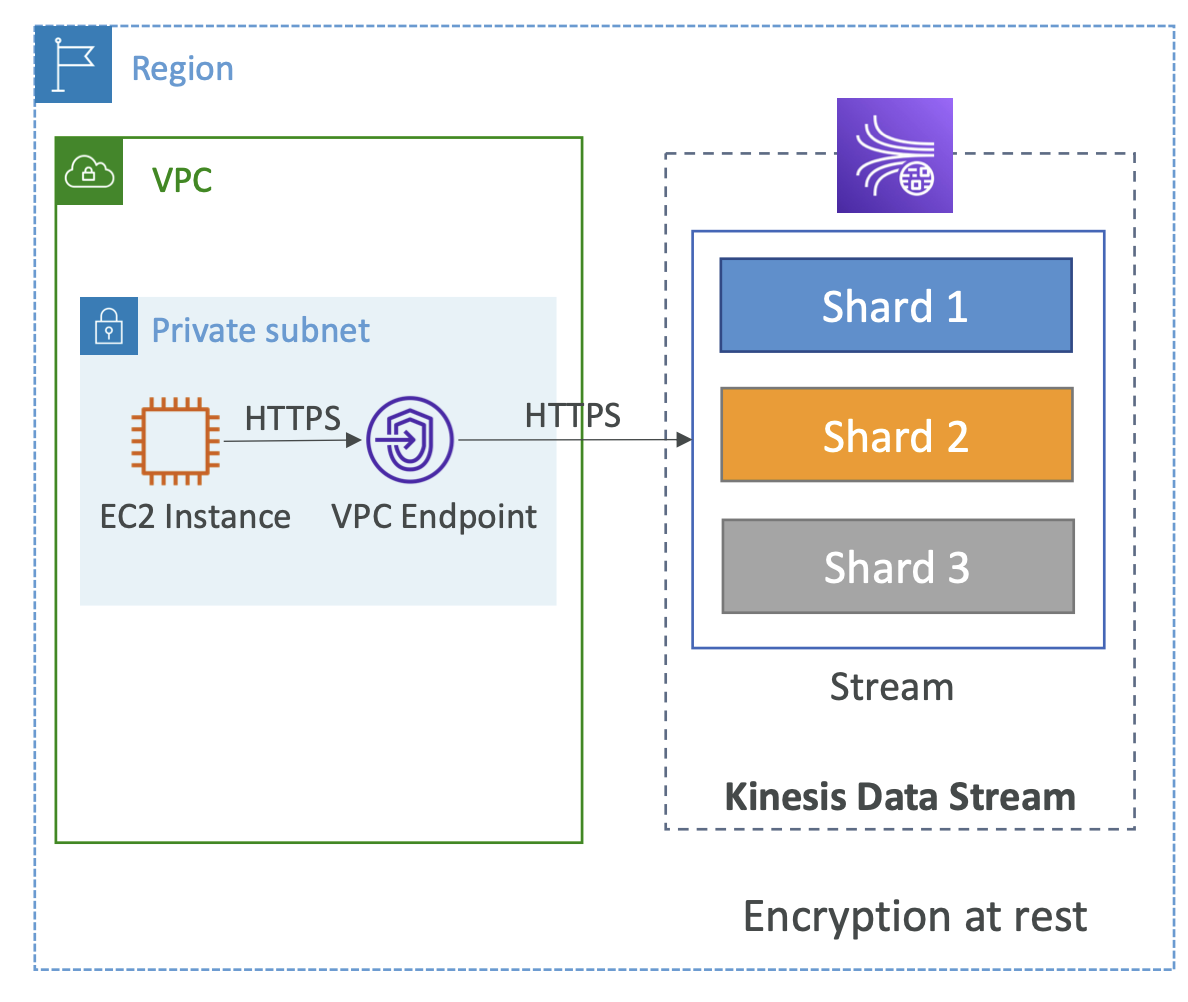 Region
VPC
Private subnet
HTTPS
HTTPS
EC2 Instance
VPC Endpoint
Shard 1
Shard 2
Shard 3
Stream
Kinesis Data Stream
Encryption at rest